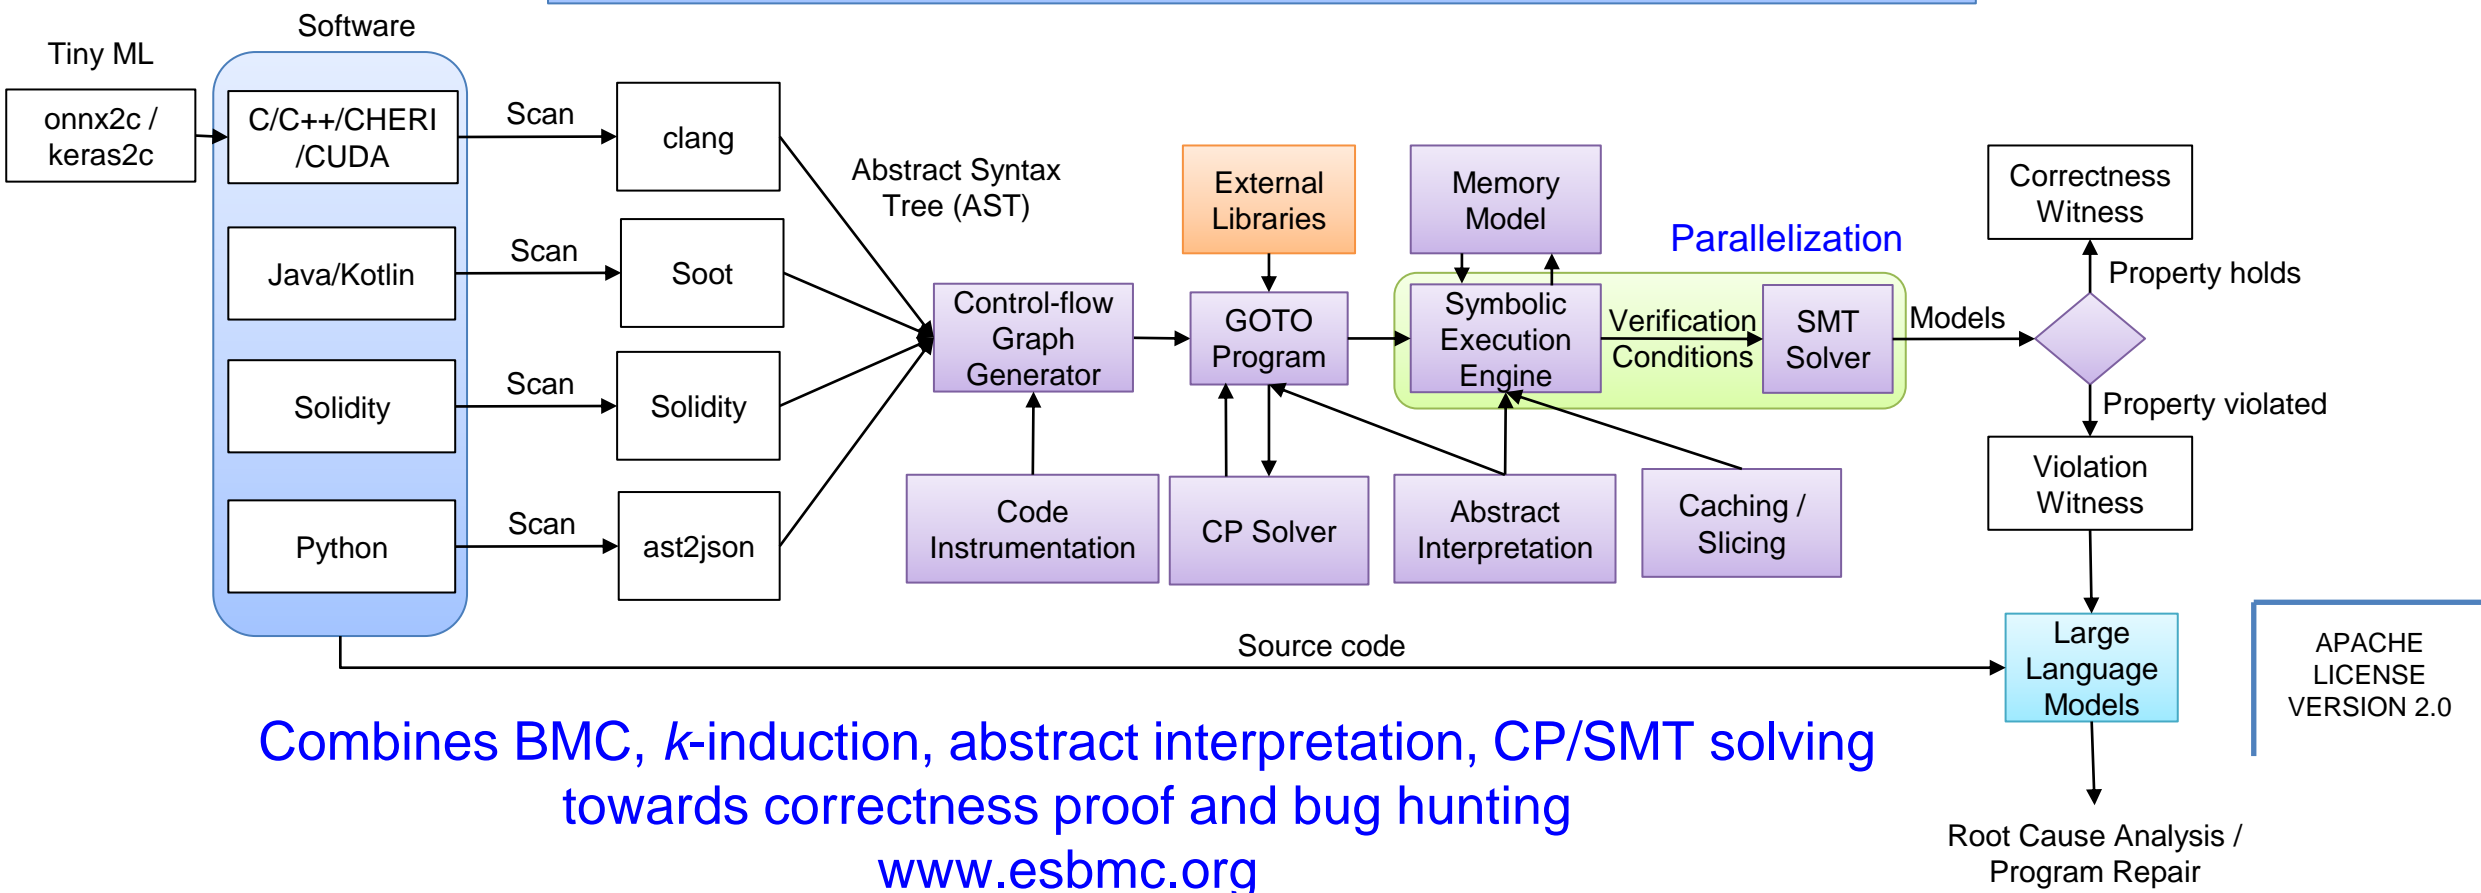 Software
Tiny ML
onnx2c /
keras2c
C/C++/CHERI
/CUDA
Scan
clang
Java/Kotlin
Scan
Soot
Solidity
Scan
Solidity
Python
Scan
ast2json
Abstract Syntax
Tree (AST)
Control-flow
Graph
Generator
Code
Instrumentation
External
Libraries
GOTO
Program
CP Solver
Memory
Model
Parallelization
Symbolic
Execution
Engine
Verification
Conditions
SMT
Solver
Abstract
Interpretation
Caching /
Slicing
Models
Correctness
Witness
Property holds
Property violated
Violation
Witness
Source code
Large
Language
Models
Root Cause Analysis /
Program Repair
APACHE
LICENSE
VERSION 2.0
Combines BMC, k-induction, abstract interpretation, CP/SMT solving
towards correctness proof and bug hunting
www.esbmc.org